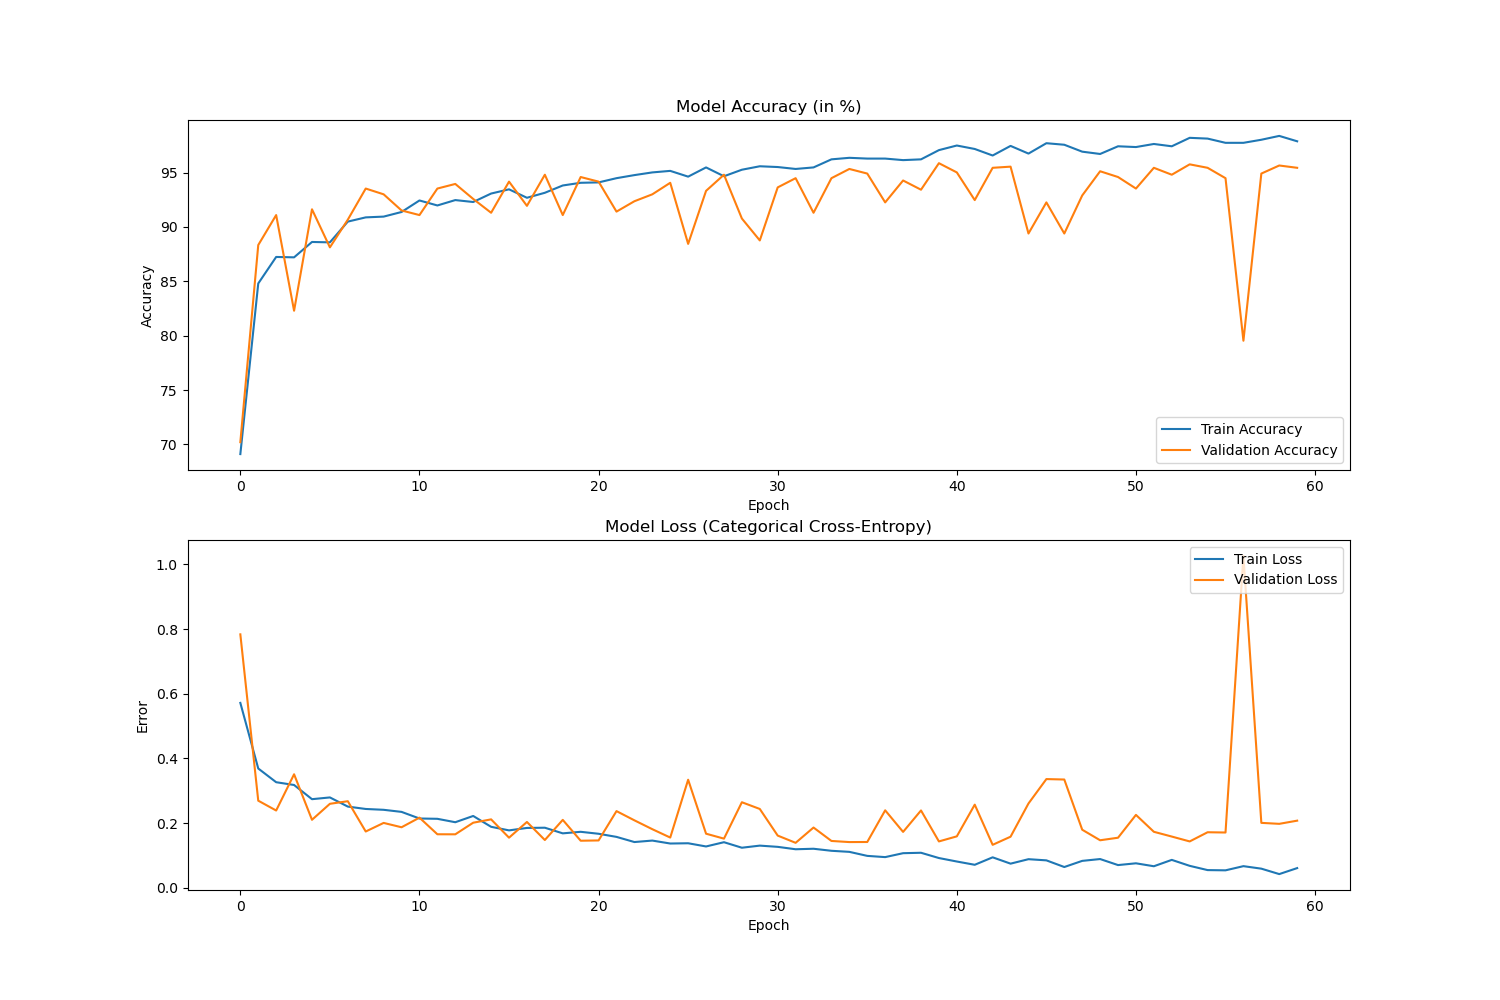 Model Accuracy (in %)
Accuracy
95
90
85
80
75
70
Train Accuracy
Validation Accuracy
0 10 20 30 40 50 60
Epoch
Model Loss (Categorical Cross-Entropy)
Error
1.0
0.8
0.6
0.4
0.2
0.0
Train Loss
Validation Loss
0 10 20 30 40 50 60
Epoch